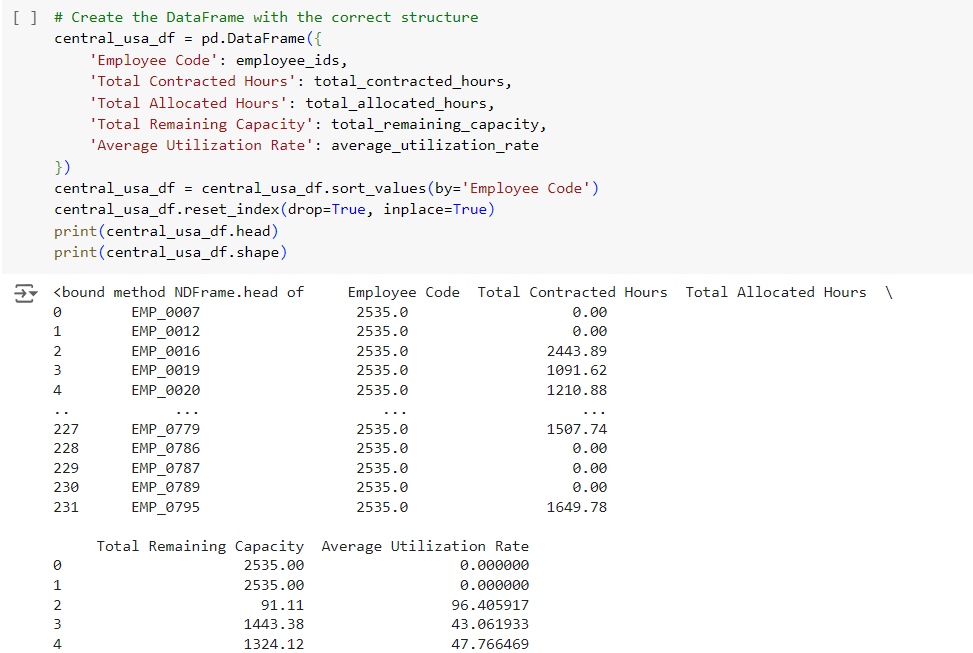 [ ] # Create the DataFrame with the correct structure
central_usa_df = pd.DataFrame({
    'Employee Code': employee_ids,
    'Total Contracted Hours': total_contracted_hours,
    'Total Allocated Hours': total_allocated_hours,
    'Total Remaining Capacity': total_remaining_capacity,
    'Average Utilization Rate': average_utilization_rate
})
central_usa_df = central_usa_df.sort_values(by='Employee Code')
central_usa_df.reset_index(drop=True, inplace=True)
print(central_usa_df.head)
print(central_usa_df.shape)
<bound method NDFrame.head of     Employee Code  Total Contracted Hours  Total Allocated Hours  \
0        EMP_0007                  2535.0                   0.00
1        EMP_0012                  2535.0                   0.00
2        EMP_0016                  2535.0                2443.89
3        EMP_0019                  2535.0                1091.62
4        EMP_0020                  2535.0                1210.88
..            ...                     ...                    ...
227      EMP_0779                  2535.0                1507.74
228      EMP_0786                  2535.0                   0.00
229      EMP_0787                  2535.0                   0.00
230      EMP_0789                  2535.0                   0.00
231      EMP_0795                  2535.0                1649.78
     Total Remaining Capacity  Average Utilization Rate
0                     2535.00                  0.000000
1                     2535.00                  0.000000
2                       91.11                 96.405917
3                     1443.38                 43.061933
4                     1324.12                 47.766469